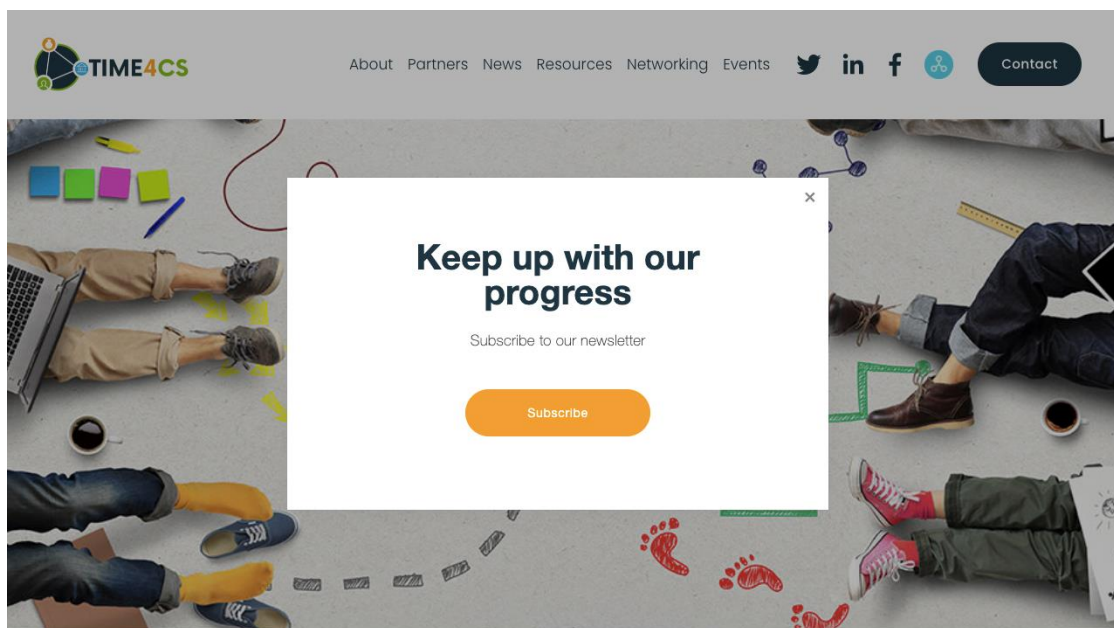 TIME4CS
About Partners News Resources Networking Events
Contact
×
Keep up with our
progress
Subscribe to our newsletter
Subscribe